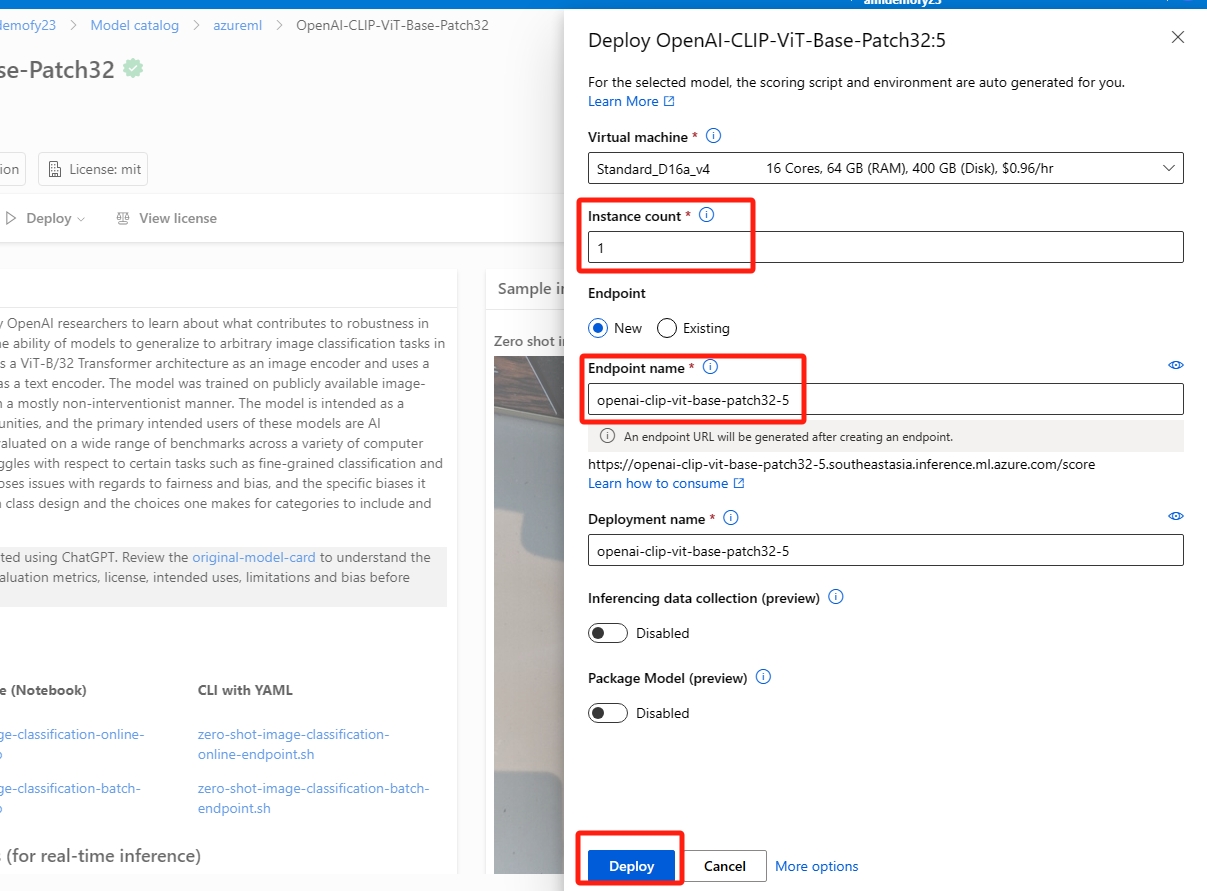 amldemofy23
demofy23 > Model catalog > azureml > OpenAI-CLIP-ViT-Base-Patch32
se-Patch32
ion
License: mit
Deploy
View license
y OpenAI researchers to learn about what contributes to robustness in
e ability of models to generalize to arbitrary image classification tasks in
s a ViT-B/32 Transformer architecture as an image encoder and uses a
as a text encoder. The model was trained on publicly available image-
n a mostly non-interventionist manner. The model is intended as a
unities, and the primary intended users of these models are AI
valuated on a wide range of benchmarks across a variety of computer
ggles with respect to certain tasks such as fine-grained classification and
oses issues with regards to fairness and bias, and the specific biases it
class design and the choices one makes for categories to include and
ted using ChatGPT. Review the original-model-card to understand the
aluation metrics, license, intended uses, limitations and bias before
e (Notebook)
CLI with YAML
ge-classification-online-
zero-shot-image-classification-
online-endpoint.sh
ge-classification-batch-
zero-shot-image-classification-batch-
endpoint.sh
(for real-time inference)
Sample in
Zero shot i
Deploy OpenAI-CLIP-ViT-Base-Patch32:5
For the selected model, the scoring script and environment are auto generated for you.
Learn More
Virtual machine *
Standard_D16a_v4 16 Cores, 64 GB (RAM), 400 GB (Disk), $0.96/hr
Instance count *
1
Endpoint
New Existing
Endpoint name *
openai-clip-vit-base-patch32-5
An endpoint URL will be generated after creating an endpoint.
https://openai-clip-vit-base-patch32-5.southeastasia.inference.ml.azure.com/score
Learn how to consume
Deployment name *
openai-clip-vit-base-patch32-5
Inferencing data collection (preview)
Disabled
Package Model (preview)
Disabled
Deploy Cancel More options